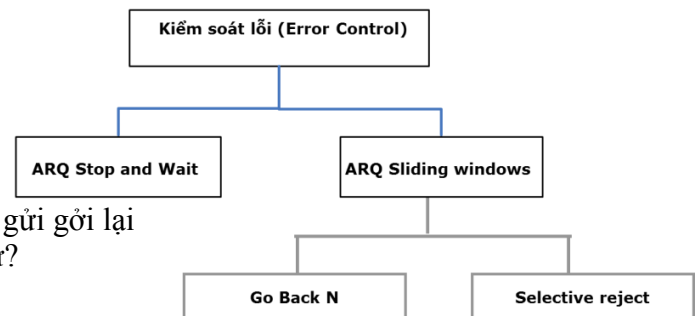 Kiểm soát lỗi (Error Control)
ARQ Stop and Wait
ARQ Sliding windows
gửi gởi lại
?
Go Back N
Selective reject